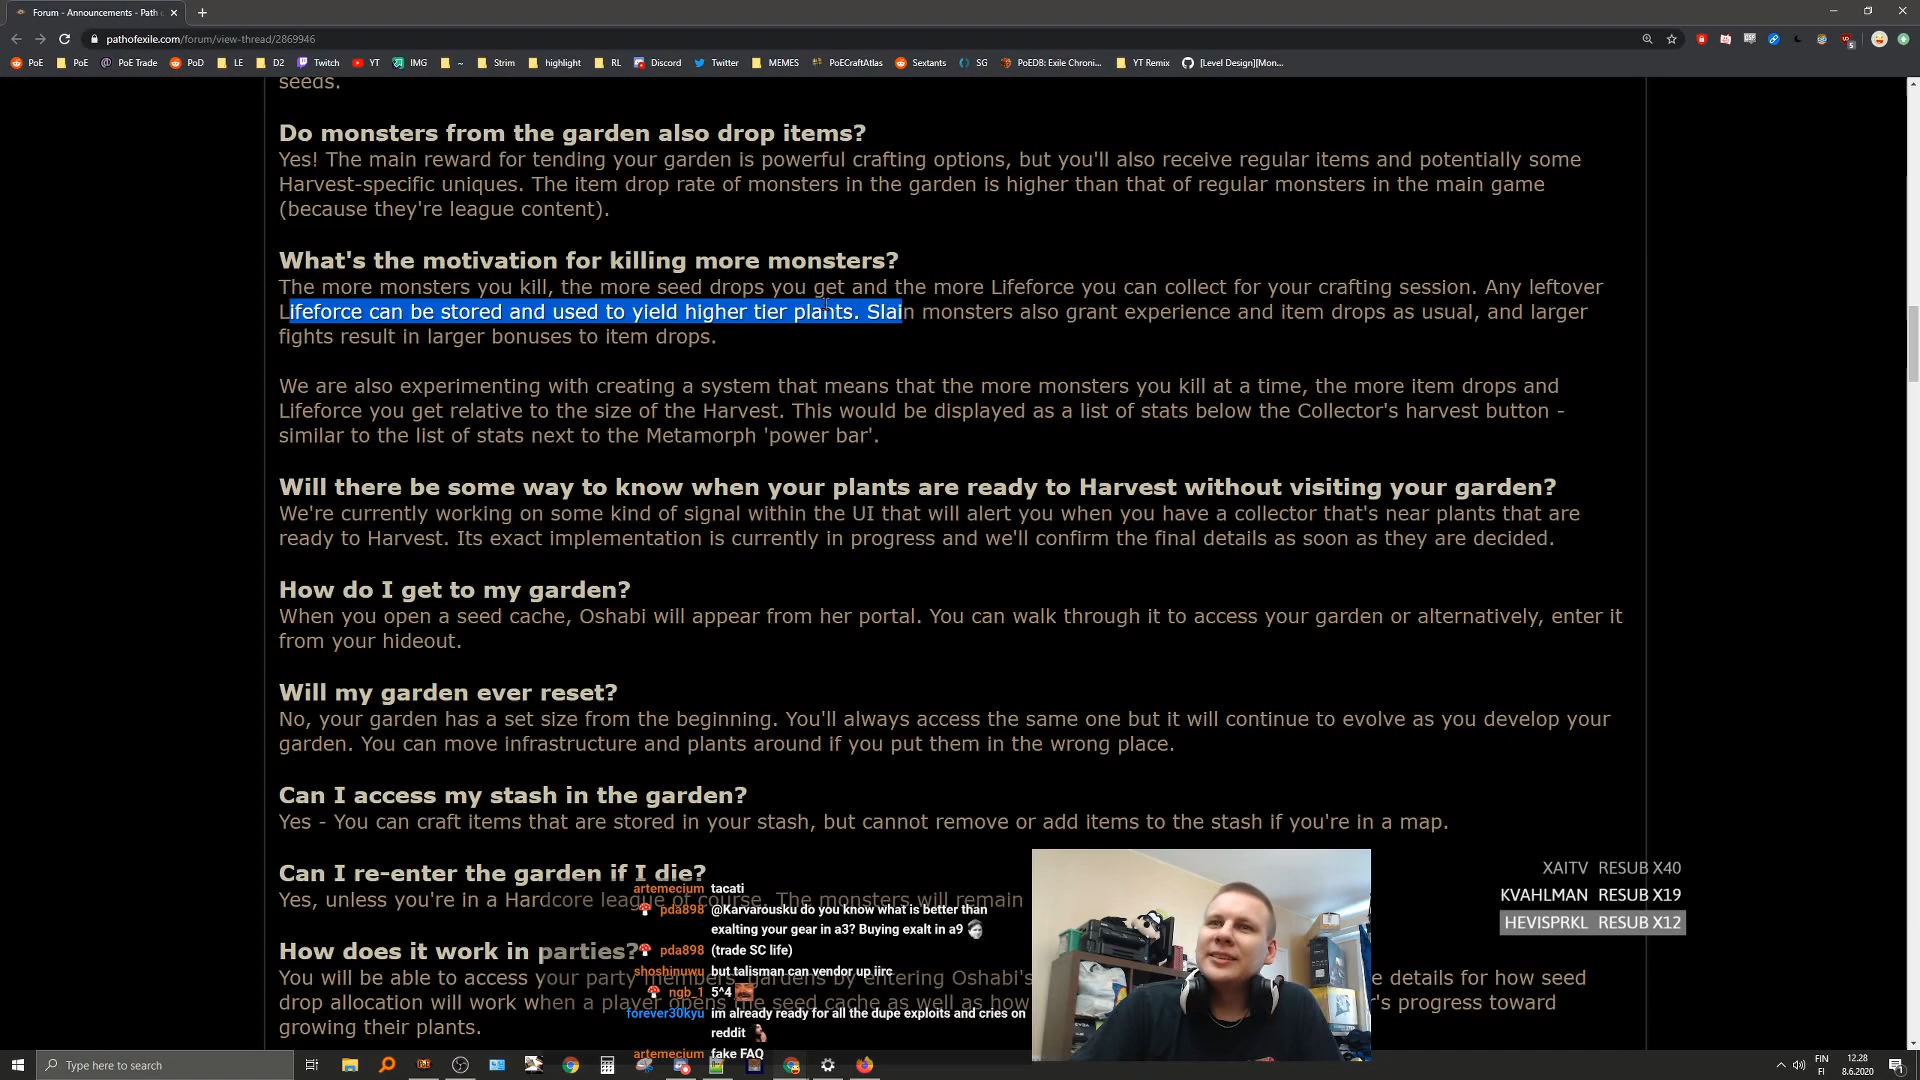 Forum - Announcements - Path
pathofexile.com/forum/view-thread/2869946
PoE PoE PoE Trade PoD LE D2 Twitch YT IMG ~ Strim highlight RL Discord Twitter MEMES PoECraftAtlas Sextants SG PoEDB: Exile Chroni... YT Remix [Level Design][Mon...
seeds.
Do monsters from the garden also drop items?
Yes! The main reward for tending your garden is powerful crafting options, but you'll also receive regular items and potentially some
Harvest-specific uniques. The item drop rate of monsters in the garden is higher than that of regular monsters in the main game
(because they're league content).
What's the motivation for killing more monsters?
The more monsters you kill, the more seed drops you get and the more Lifeforce you can collect for your crafting session. Any leftover
Lifeforce can be stored and used to yield higher tier plants. Slain monsters also grant experience and item drops as usual, and larger
fights result in larger bonuses to item drops.
We are also experimenting with creating a system that means that the more monsters you kill at a time, the more item drops and
Lifeforce you get relative to the size of the Harvest. This would be displayed as a list of stats below the Collector's harvest button -
similar to the list of stats next to the Metamorph 'power bar'.
Will there be some way to know when your plants are ready to Harvest without visiting your garden?
We're currently working on some kind of signal within the UI that will alert you when you have a collector that's near plants that are
ready to Harvest. Its exact implementation is currently in progress and we'll confirm the final details as soon as they are decided.
How do I get to my garden?
When you open a seed cache, Oshabi will appear from her portal. You can walk through it to access your garden or alternatively, enter it
from your hideout.
Will my garden ever reset?
No, your garden has a set size from the beginning. You'll always access the same one but it will continue to evolve as you develop your
garden. You can move infrastructure and plants around if you put them in the wrong place.
Can I access my stash in the garden?
Yes - You can craft items that are stored in your stash, but cannot remove or add items to the stash if you're in a map.
Can I re-enter the garden if I die?
Yes, unless you're in a Hardcore league of course. The monsters will remain
How does it work in parties?
You will be able to access your party members' gardens by entering Oshabi's details for how seed
drop allocation will work when a player opens the seed cache as well as how 's progress toward
growing their plants.
artemecium tacati
pda898 @Karvarousku do you know what is better than
exalting your gear in a3? Buying exalt in a9
pda898 (trade SC life)
shoshinuwu but talisman can vendor up iirc
ngb_1 5^4
forever30kyu im already ready for all the dupe exploits and cries on
reddit
artemecium fake FAQ
XAITV RESUB X40
KVAHLMAN RESUB X19
HEVISPRKL RESUB X12
Type here to search
FIN
FI
12.28
8.6.2020